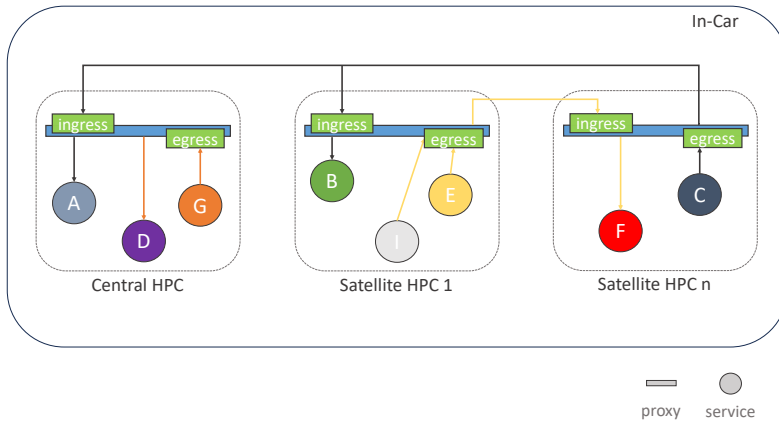 In-Car
ingress
egress
A
D
G
Central HPC
ingress
egress
B
I
E
Satellite HPC 1
ingress
egress
F
C
Satellite HPC n
proxy
service